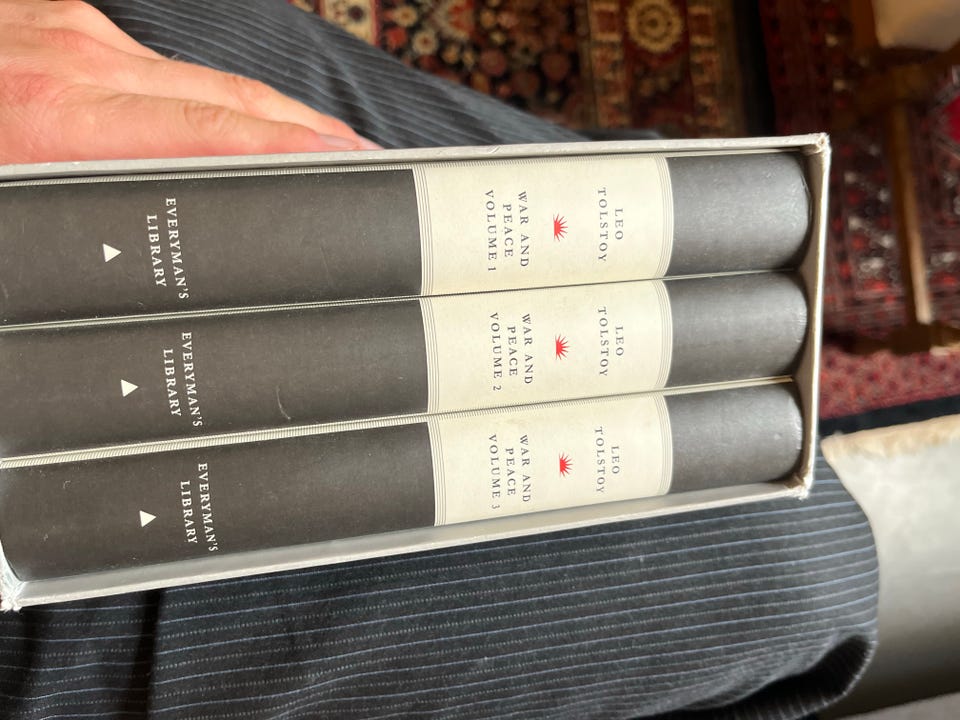 LEO
TOLSTOY
WAR AND
PEACE
VOLUME 1
EVERYMAN'S
LIBRARY
LEO
TOLSTOY
WAR AND
PEACE
VOLUME 2
EVERYMAN'S
LIBRARY
LEO
TOLSTOY
WAR AND
PEACE
VOLUME 3
EVERYMAN'S
LIBRARY